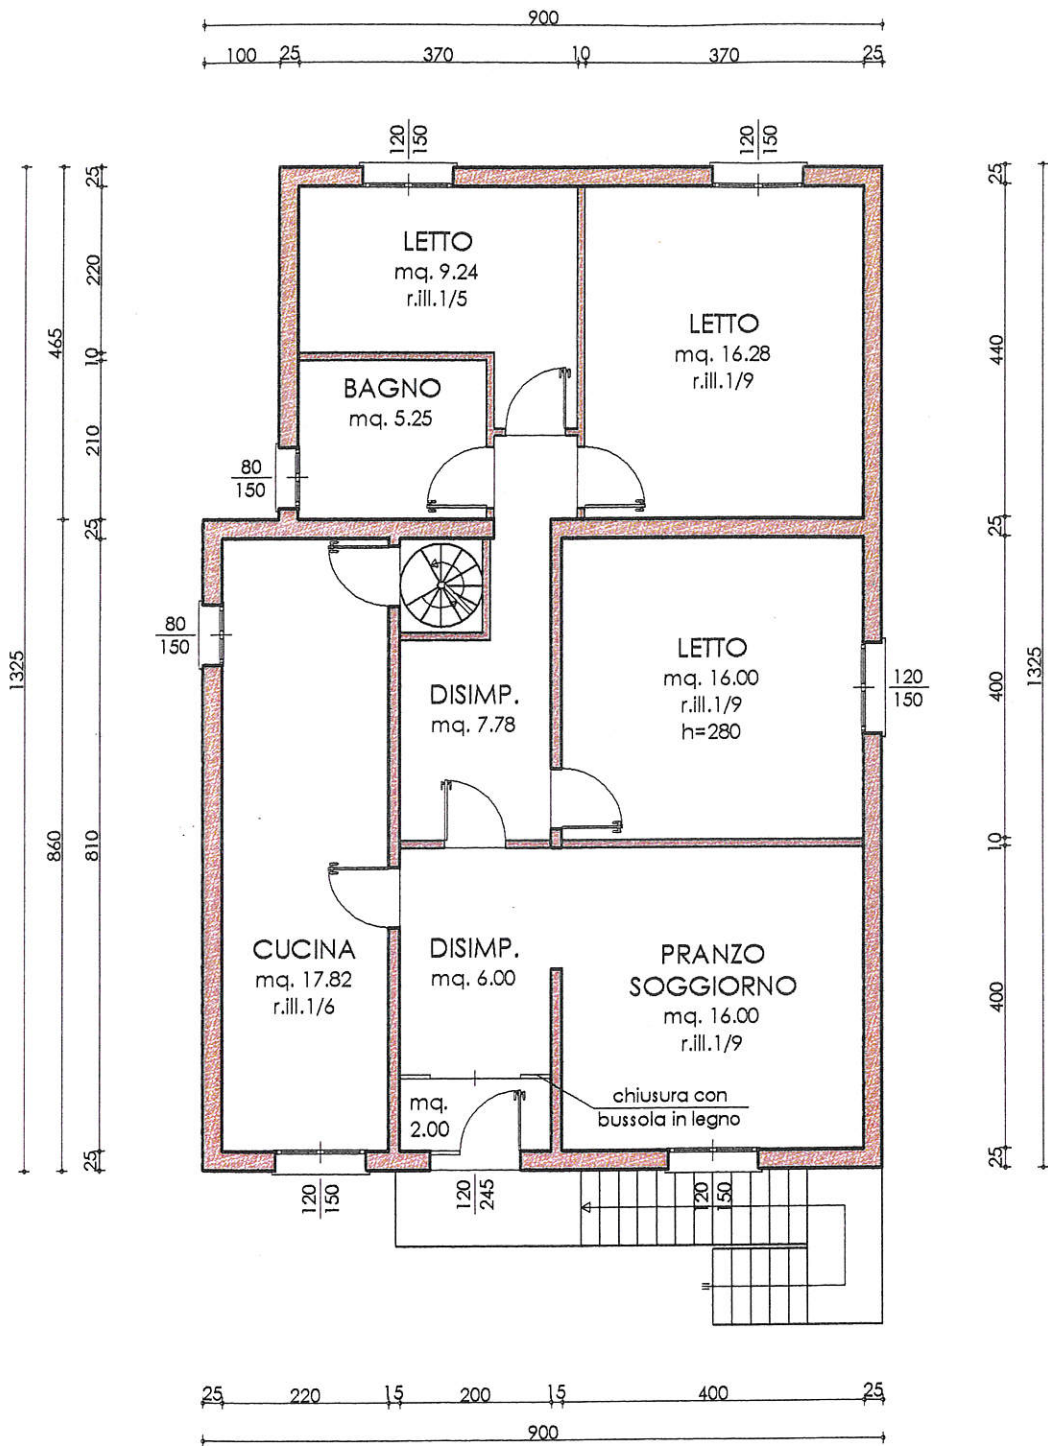 900
100 25 370 10 370 25
120
150
120
150
25
220
10
210
25
465
1325
860
810
25
25
440
25
400
10
400
25
1325
LETTO
mq. 9.24
r.ill.1/5
LETTO
mq. 16.28
r.ill.1/9
BAGNO
mq. 5.25
80
150
80
150
LETTO
mq. 16.00
r.ill.1/9
h=280
120
150
DISIMP.
mq. 7.78
CUCINA
mq. 17.82
r.ill.1/6
DISIMP.
mq. 6.00
PRANZO
SOGGIORNO
mq. 16.00
r.ill.1/9
mq.
2.00
chiusura con
bussola in legno
120
150
120
245
120
150
25 220 15 200 15 400 25
900